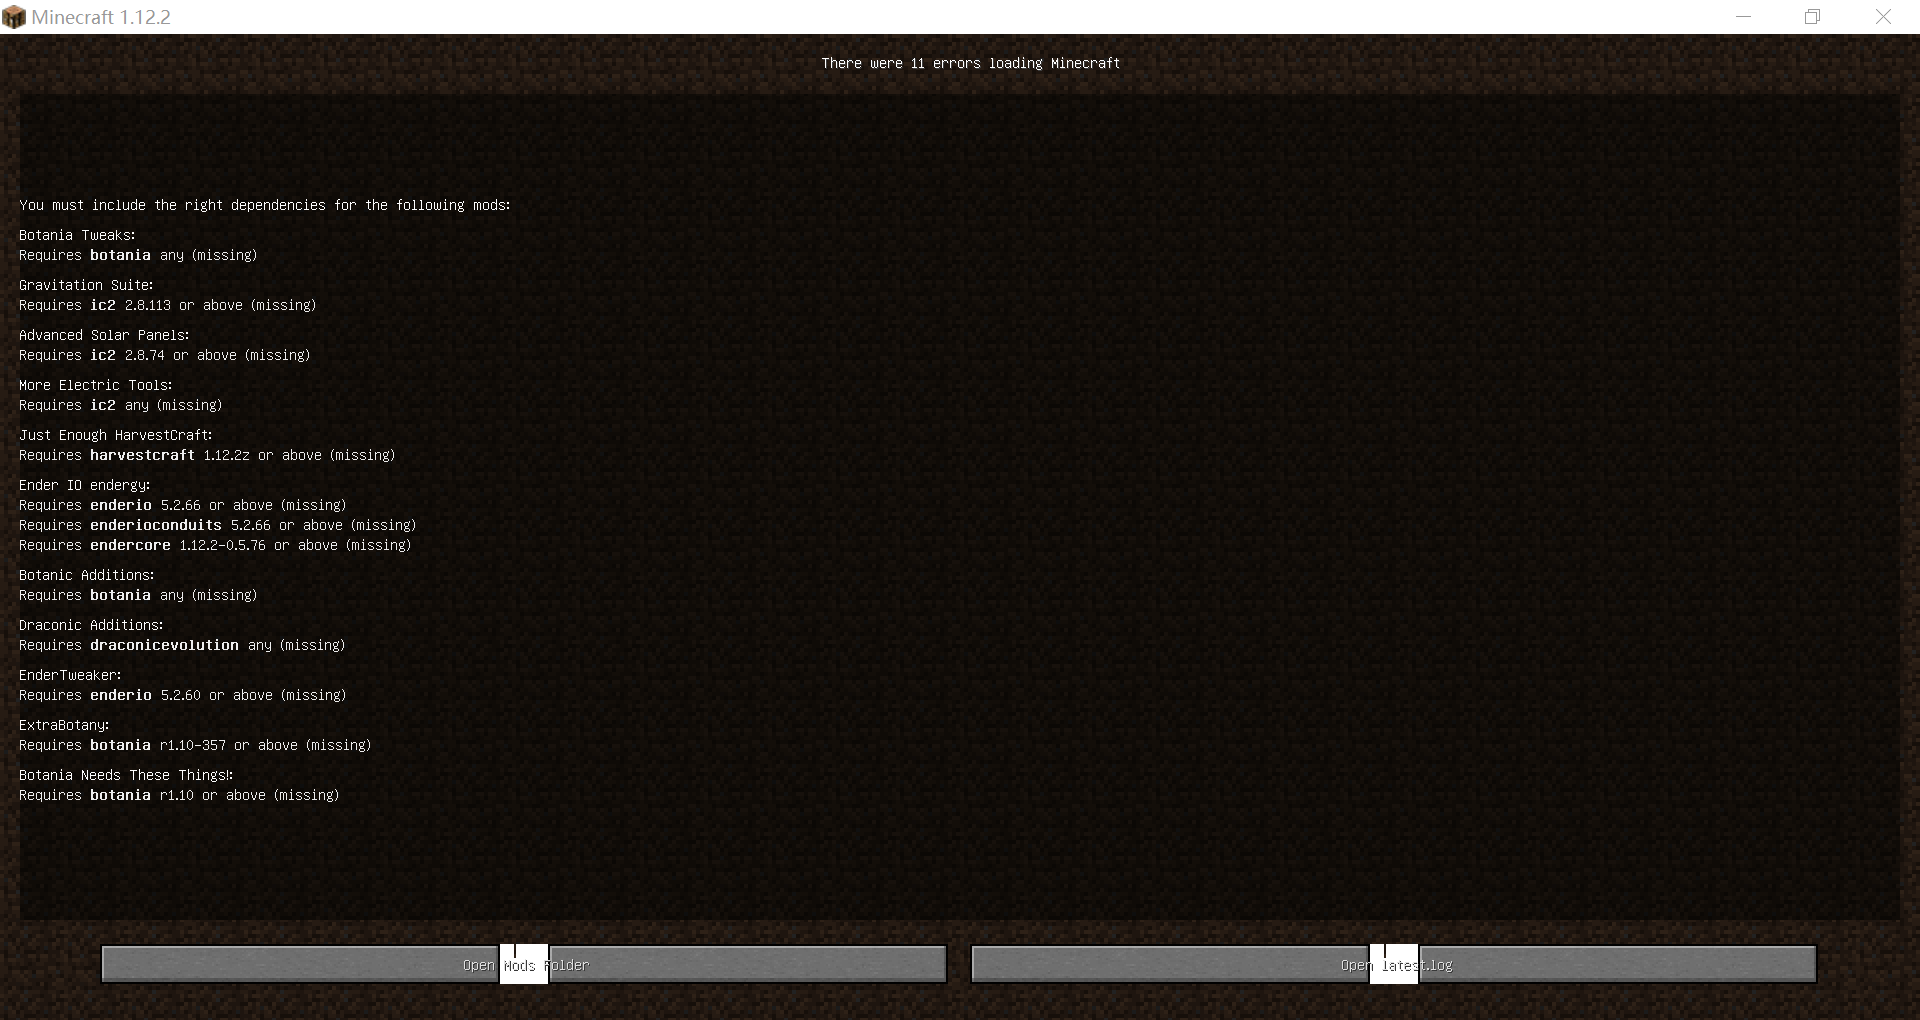 Minecraft 1.12.2
There were 11 errors loading Minecraft
You must include the right dependencies for the following mods:
Botania Tweaks:
Requires botania any (missing)
Gravitation Suite:
Requires ic2 2.8.113 or above (missing)
Advanced Solar Panels:
Requires ic2 2.8.74 or above (missing)
More Electric Tools:
Requires ic2 any (missing)
Just Enough HarvestCraft:
Requires harvestcraft 1.12.2z or above (missing)
Ender IO endergy:
Requires enderio 5.2.66 or above (missing)
Requires enderioconduits 5.2.66 or above (missing)
Requires endercore 1.12.2-0.5.76 or above (missing)
Botanic Additions:
Requires botania any (missing)
Draconic Additions:
Requires draconicevolution any (missing)
EnderTweaker:
Requires enderio 5.2.60 or above (missing)
ExtraBotany:
Requires botania r1.10-357 or above (missing)
Botania Needs These Things!:
Requires botania r1.10 or above (missing)
Open Mods Folder
Open latest.log